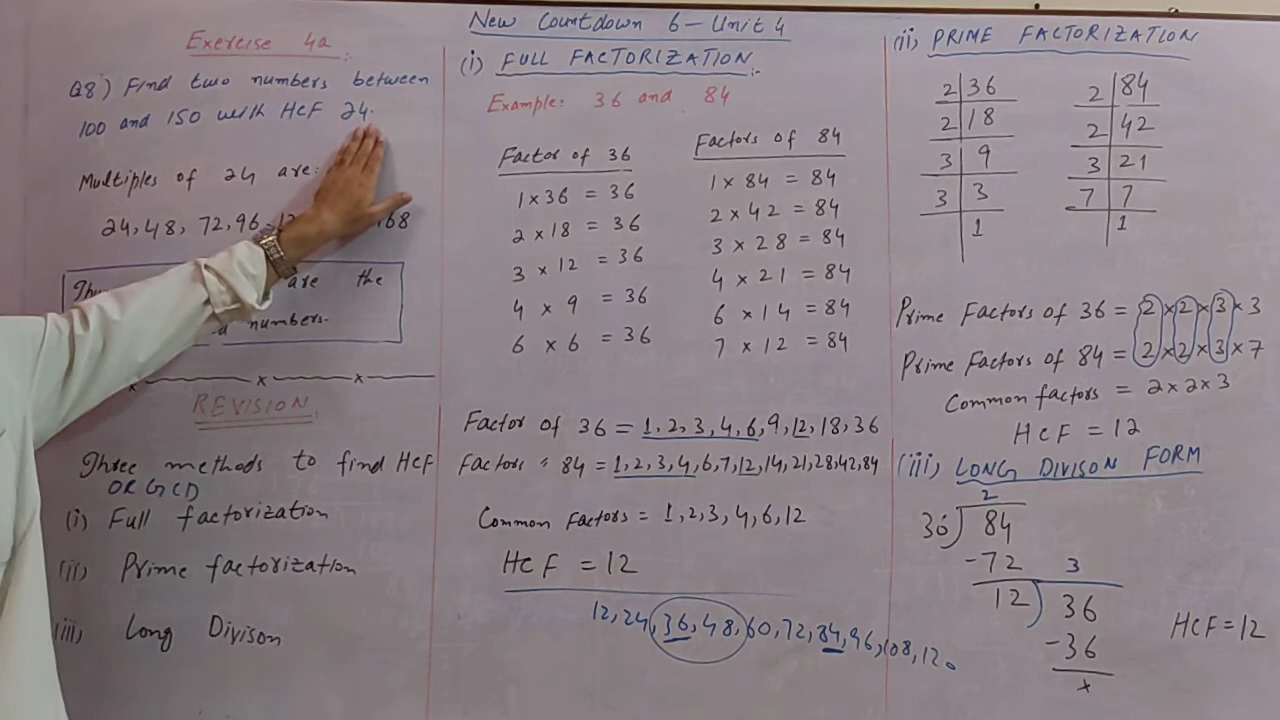 New Countdown 6 - Unit 4
Exercise 4a
Q8) Find two numbers between
100 and 150 with HCF 24.
Multiples of 24 are:
24, 48, 72, 96, 12 168
Thu are the
numbers.
REVISION:
Three methods to find HCF
OR GCD
(i) Full factorization
(ii) Prime factorization
(iii) Long Divison
(i) FULL FACTORIZATION:-
Example: 36 and 84
Factor of 36
1 x 36 = 36
2 x 18 = 36
3 x 12 = 36
4 x 9 = 36
6 x 6 = 36
Factors of 84
1 x 84 = 84
2 x 42 = 84
3 x 28 = 84
4 x 21 = 84
6 x 14 = 84
7 x 12 = 84
Factor of 36 = 1, 2, 3, 4, 6, 9, 12, 18, 36
Factors " 84 = 1, 2, 3, 4, 6, 7, 12, 14, 21, 28, 42, 84
Common Factors = 1, 2, 3, 4, 6, 12
HCF = 12
12, 24, 36, 48, 60, 72, 84, 96, 108, 120
(ii) PRIME FACTORIZATION
2 36
2 18
3 9
3 3
1
2 84
2 42
3 21
7 7
1
Prime Factors of 36 = 2 x 2 x 3 x 3
Prime Factors of 84 = 2 x 2 x 3 x 7
Common factors = 2 x 2 x 3
HCF = 12
(iii) LONG DIVISON FORM
2
36 ) 84
-72 3
12 ) 36
-36
x
HCF = 12